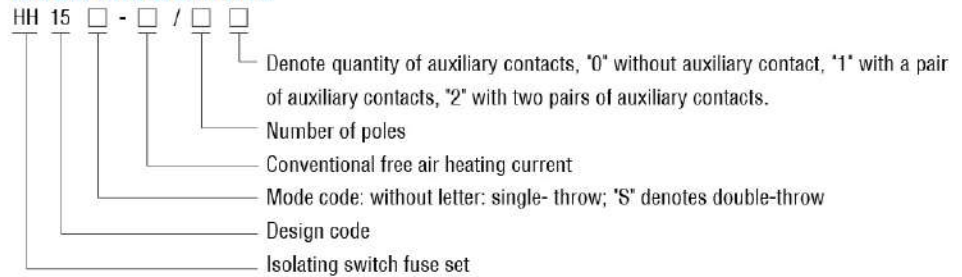 HH 15 □ - □ / □ □
Denote quantity of auxiliary contacts, "0" without auxiliary contact, "1" with a pair
of auxiliary contacts, "2" with two pairs of auxiliary contacts.
Number of poles
Conventional free air heating current
Mode code: without letter: single- throw; "S" denotes double-throw
Design code
Isolating switch fuse set